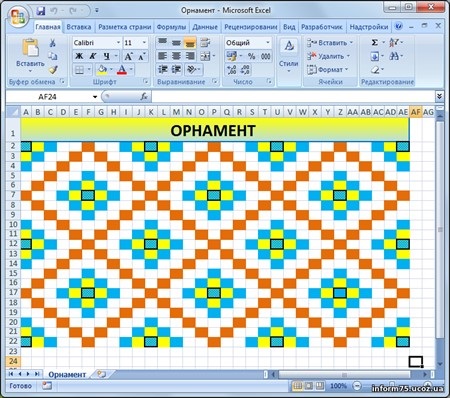 Орнамент - Microsoft Excel
Главная Вставка Разметка страни Формулы Данные Рецензировани Вид Разработчик Надстройки
Вставить Calibri 11 Общий Стили Вставить Удалить Формат
Буфер обмена Шрифт Выравнивание Число Ячейки Редактирование
AF24 fx
A B C D E F G H I J K L M N O P Q R S T U V W X Y Z AA AB AC AD AE AF AG
1 ОРНАМЕНТ
2
3
4
5
6
7
8
9
10
11
12
13
14
15
16
17
18
19
20
21
22
23
24
25
Орнамент
Готово 100%
inform75.ucoz.ua